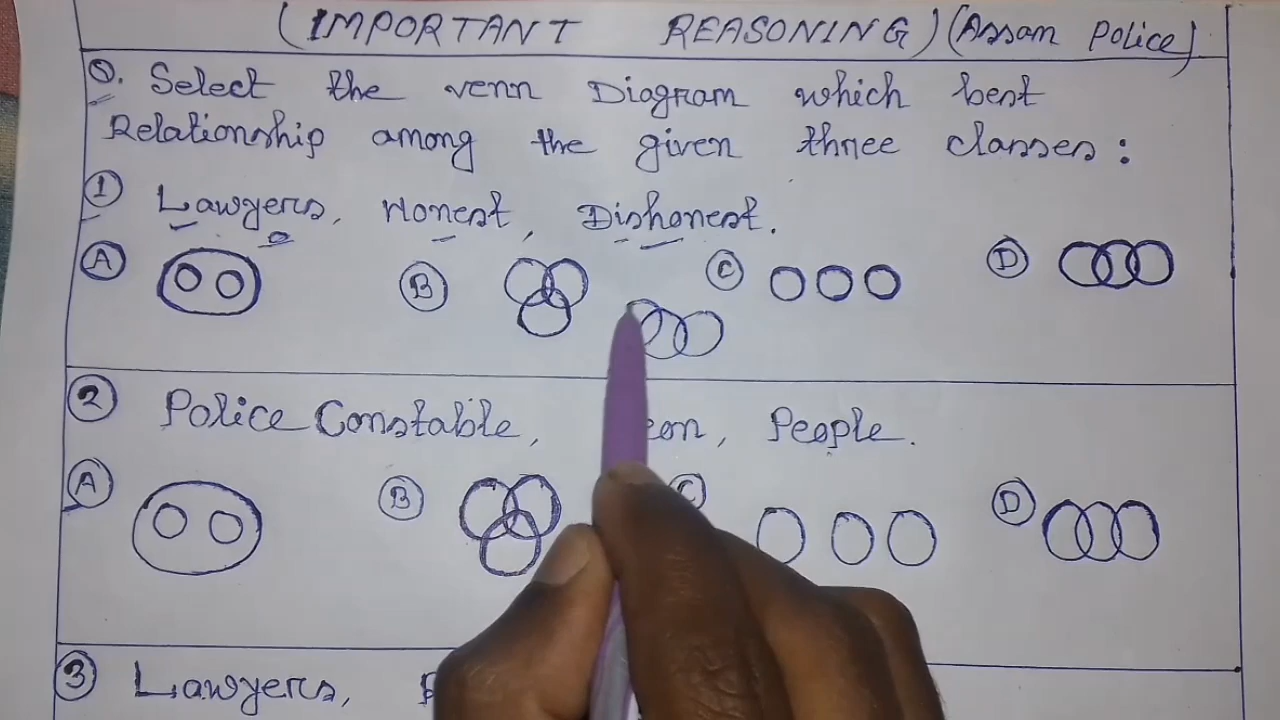 (IMPORTANT REASONING) (Assam Police)
Q. Select the venn Diagram which best
Relationship among the given three classes:
1 Lawyers, Honest, Dishonest.
A B C D
2 Police Constable, People.
A B C D
3 Lawyers,